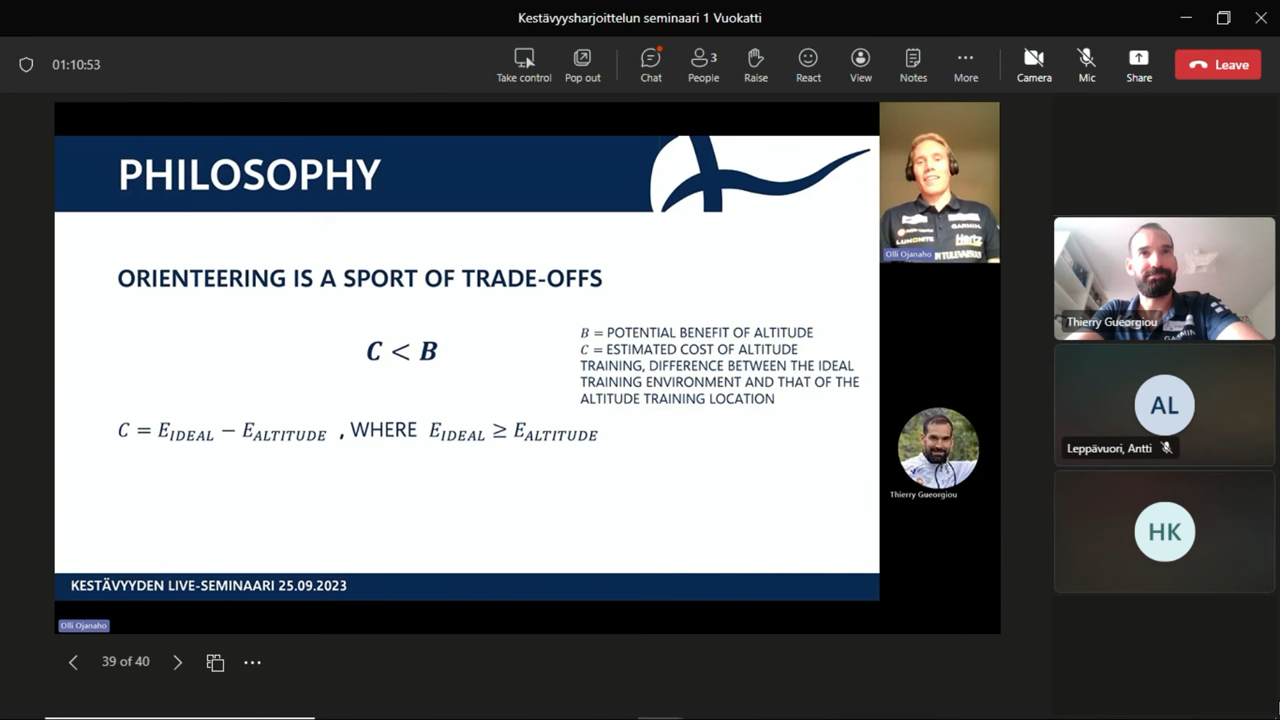 Kestävyysharjoittelun seminaari 1 Vuokatti
01:10:53
Take control
Pop out
Chat
3
People
Raise
React
View
Notes
More
Camera
Mic
Share
Leave
PHILOSOPHY
ORIENTEERING IS A SPORT OF TRADE-OFFS
C < B
B = POTENTIAL BENEFIT OF ALTITUDE
C = ESTIMATED COST OF ALTITUDE
TRAINING, DIFFERENCE BETWEEN THE IDEAL
TRAINING ENVIRONMENT AND THAT OF THE
ALTITUDE TRAINING LOCATION
C = E_IDEAL − E_ALTITUDE , WHERE E_IDEAL ≥ E_ALTITUDE
KESTÄVYYDEN LIVE-SEMINAARI 25.09.2023
Olli Ojanaho
39 of 40
GARMIN
LUMONITE
Hertz
Olli Ojanaho
Thierry Gueorgiou
Thierry Gueorgiou
GARMIN
AL
Leppävuori, Antti
HK